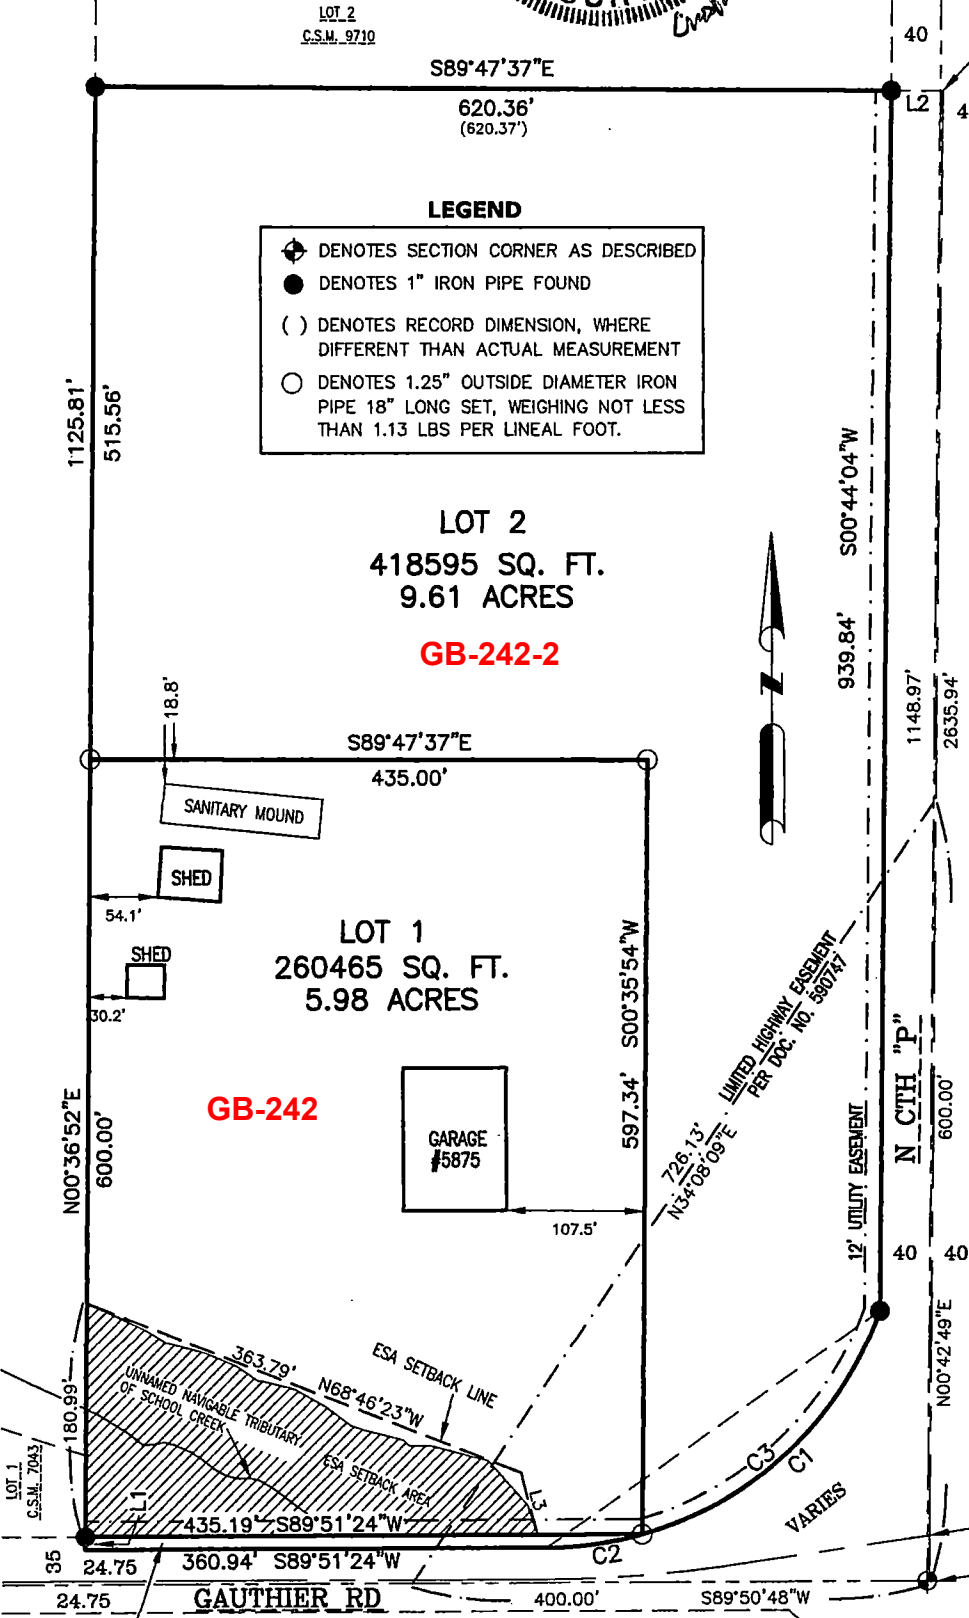 LOT 2
C.S.M. 9710
40
S89°47'37"E
620.36'
(620.37')
L2
4
LEGEND
DENOTES SECTION CORNER AS DESCRIBED
DENOTES 1" IRON PIPE FOUND
( ) DENOTES RECORD DIMENSION, WHERE
DIFFERENT THAN ACTUAL MEASUREMENT
DENOTES 1.25" OUTSIDE DIAMETER IRON
PIPE 18" LONG SET, WEIGHING NOT LESS
THAN 1.13 LBS PER LINEAL FOOT.
1125.81'
515.56'
S00°44'04"W
939.84'
LOT 2
418595 SQ. FT.
9.61 ACRES
GB-242-2
N
18.8'
1148.97'
2635.94'
S89°47'37"E
435.00'
SANITARY MOUND
SHED
54.1'
SHED
30.2'
LOT 1
260465 SQ. FT.
5.98 ACRES
S00°35'54"W
597.34'
GB-242
GARAGE
#5875
107.5'
N00°36'52"E
600.00'
LIMITED HIGHWAY EASEMENT
PER DOC. NO. 590747
726.13'
N34°08'09"E
N CTH "P"
600.00'
12' UTILITY EASEMENT
40
40
N00°42'49"E
363.79'
N68°46'23"W
ESA SETBACK LINE
UNNAMED NAVIGABLE TRIBUTARY
OF SCHOOL CREEK
ESA SETBACK AREA
180.99'
LOT 1
C.S.M. 7043
L1
L3
C3
C1
VARIES
435.19' S89°51'24"W
C2
35
24.75
360.94' S89°51'24"W
24.75
GAUTHIER RD
400.00'
S89°50'48"W